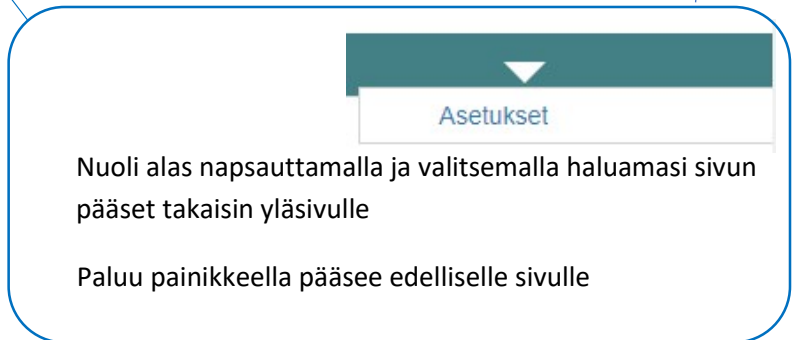 Asetukset
Nuoli alas napsauttamalla ja valitsemalla haluamasi sivun
pääset takaisin yläsivulle
Paluu painikkeella pääsee edelliselle sivulle